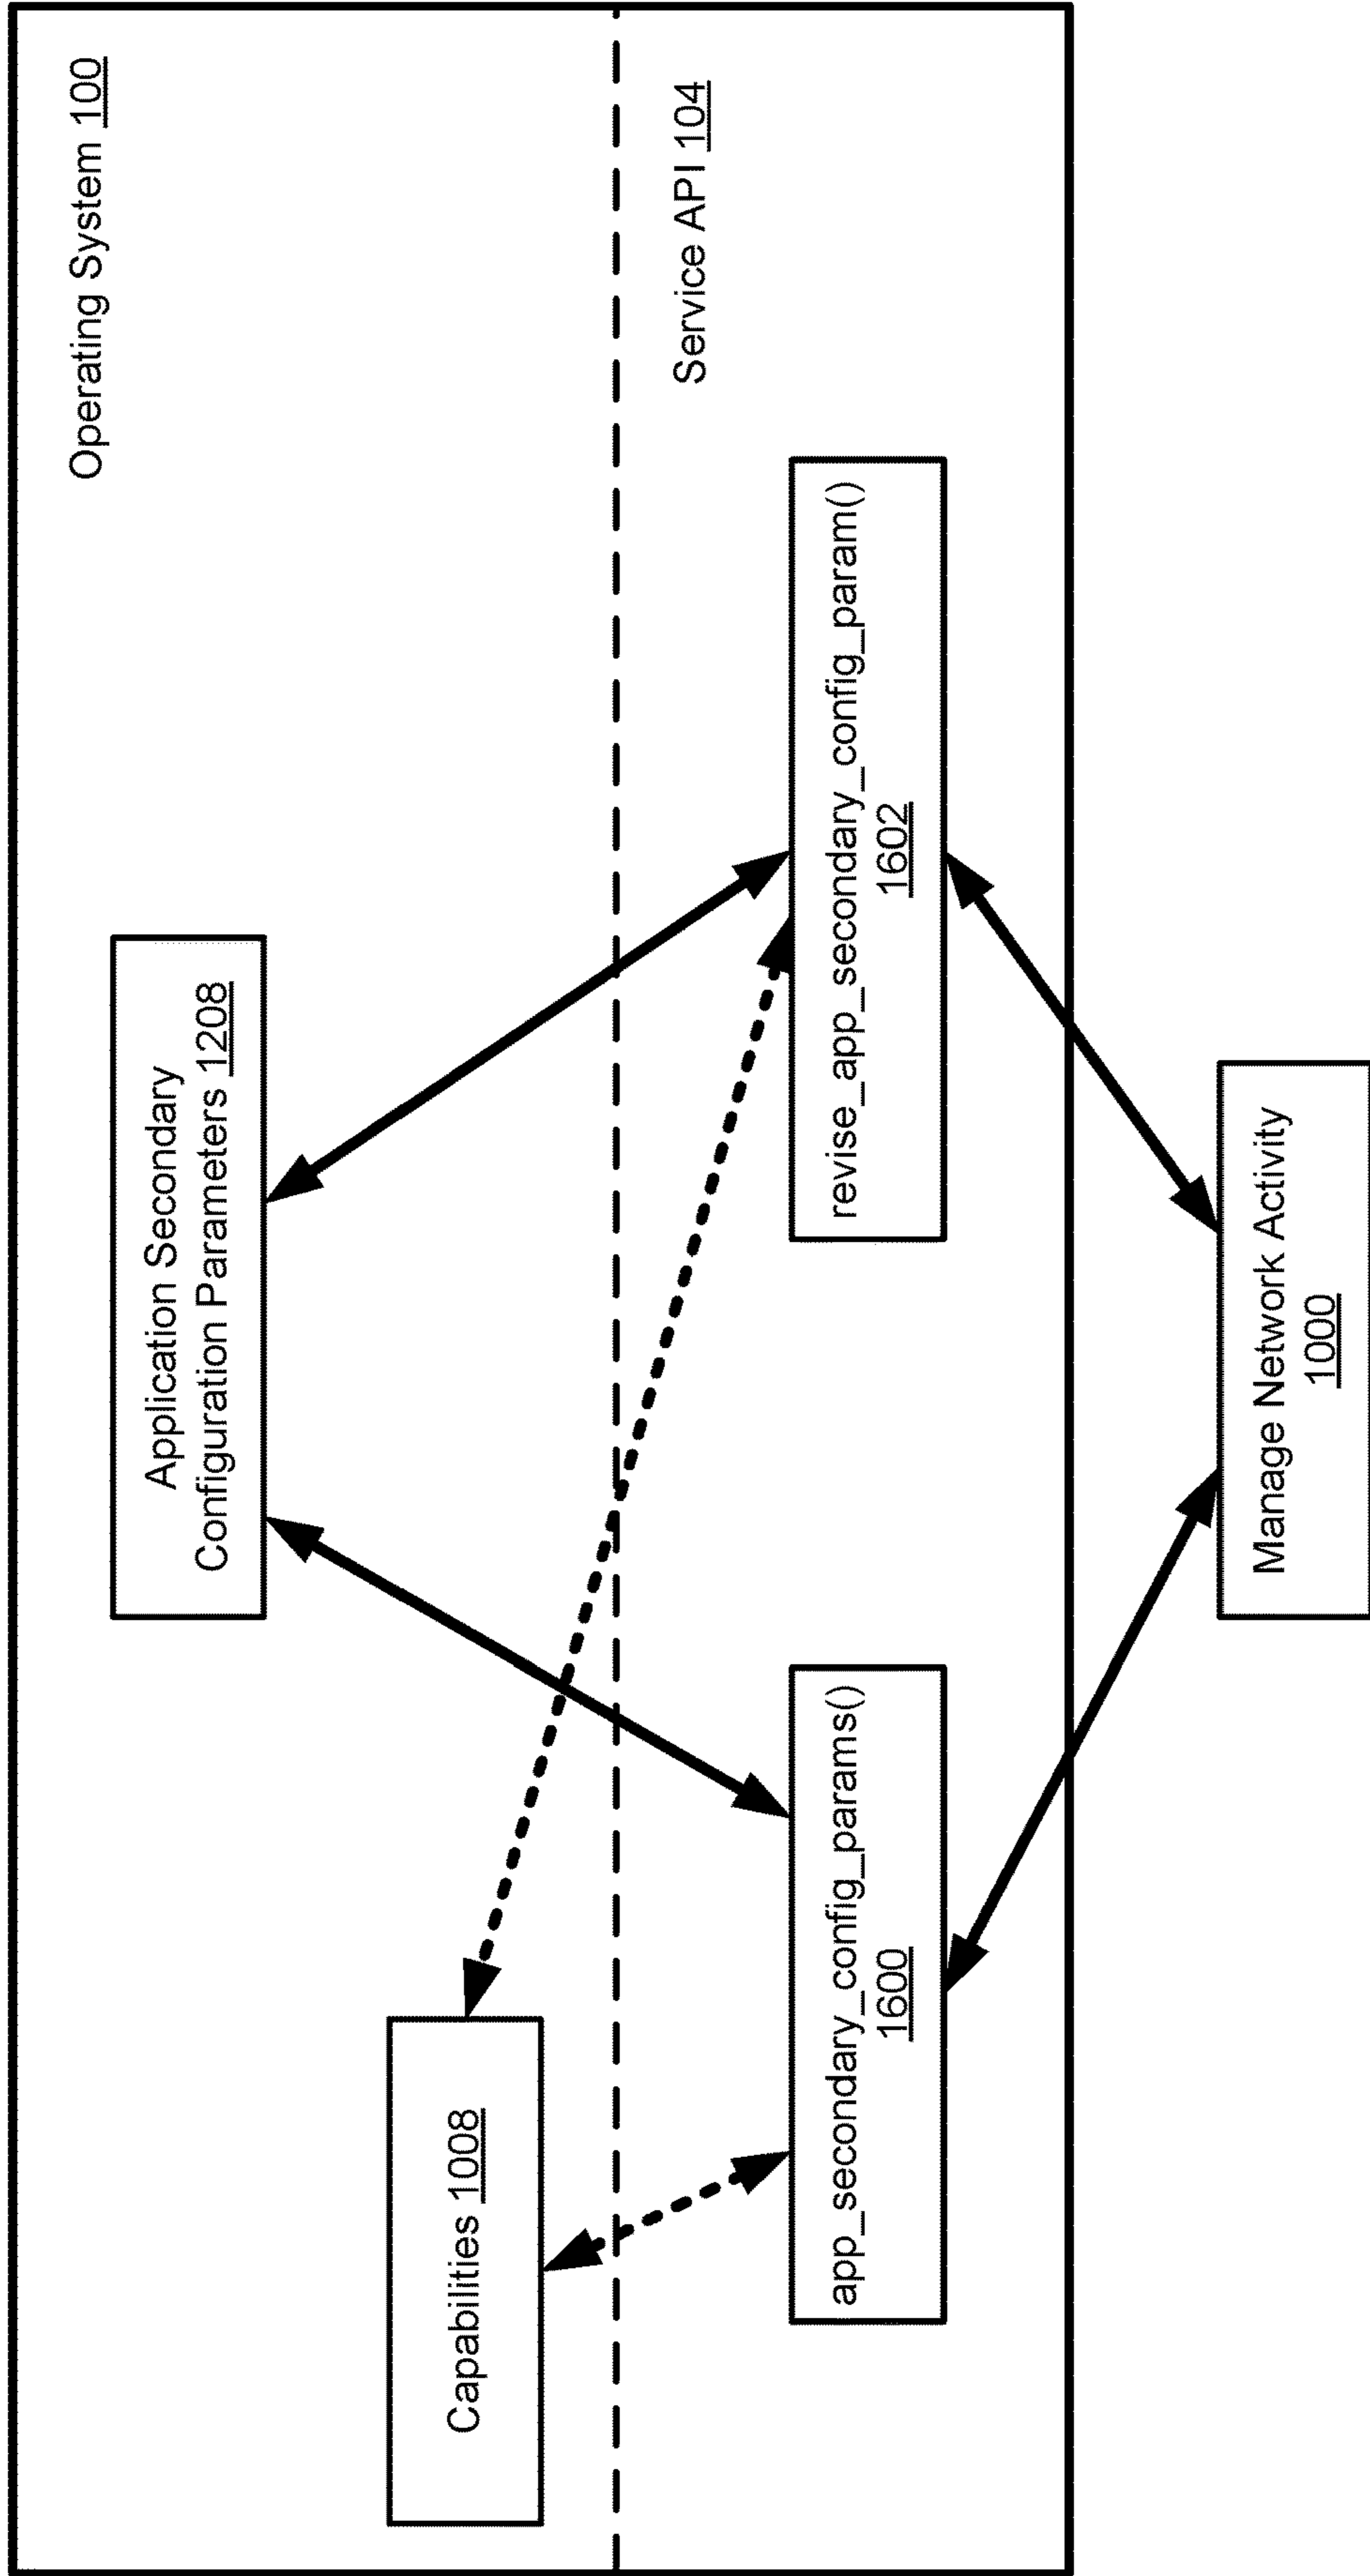 Operating System 100
Application Secondary
Configuration Parameters 1208
Capabilities 1008
Service API 104
app_secondary_config_params()
1600
revise_app_secondary_config_param()
1602
Manage Network Activity
1000